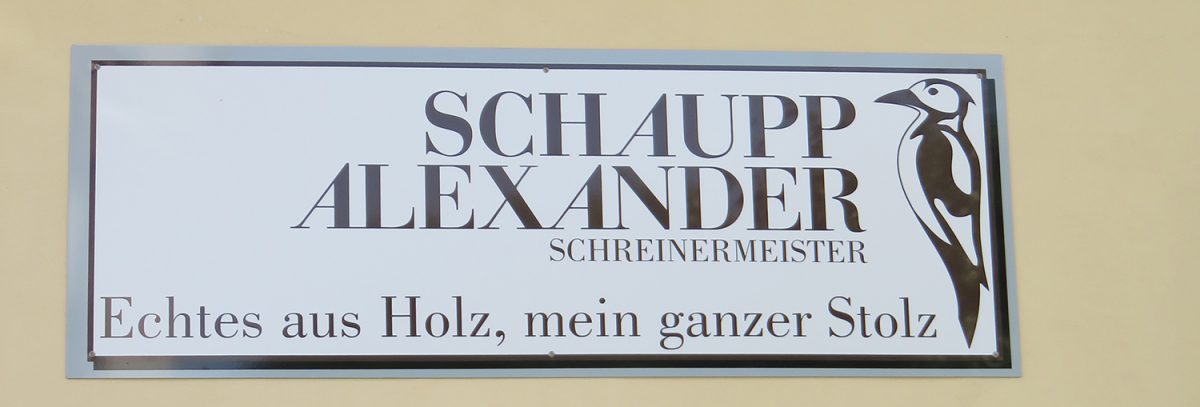 SCHAUPP
ALEXANDER
SCHREINERMEISTER
Echtes aus Holz, mein ganzer Stolz